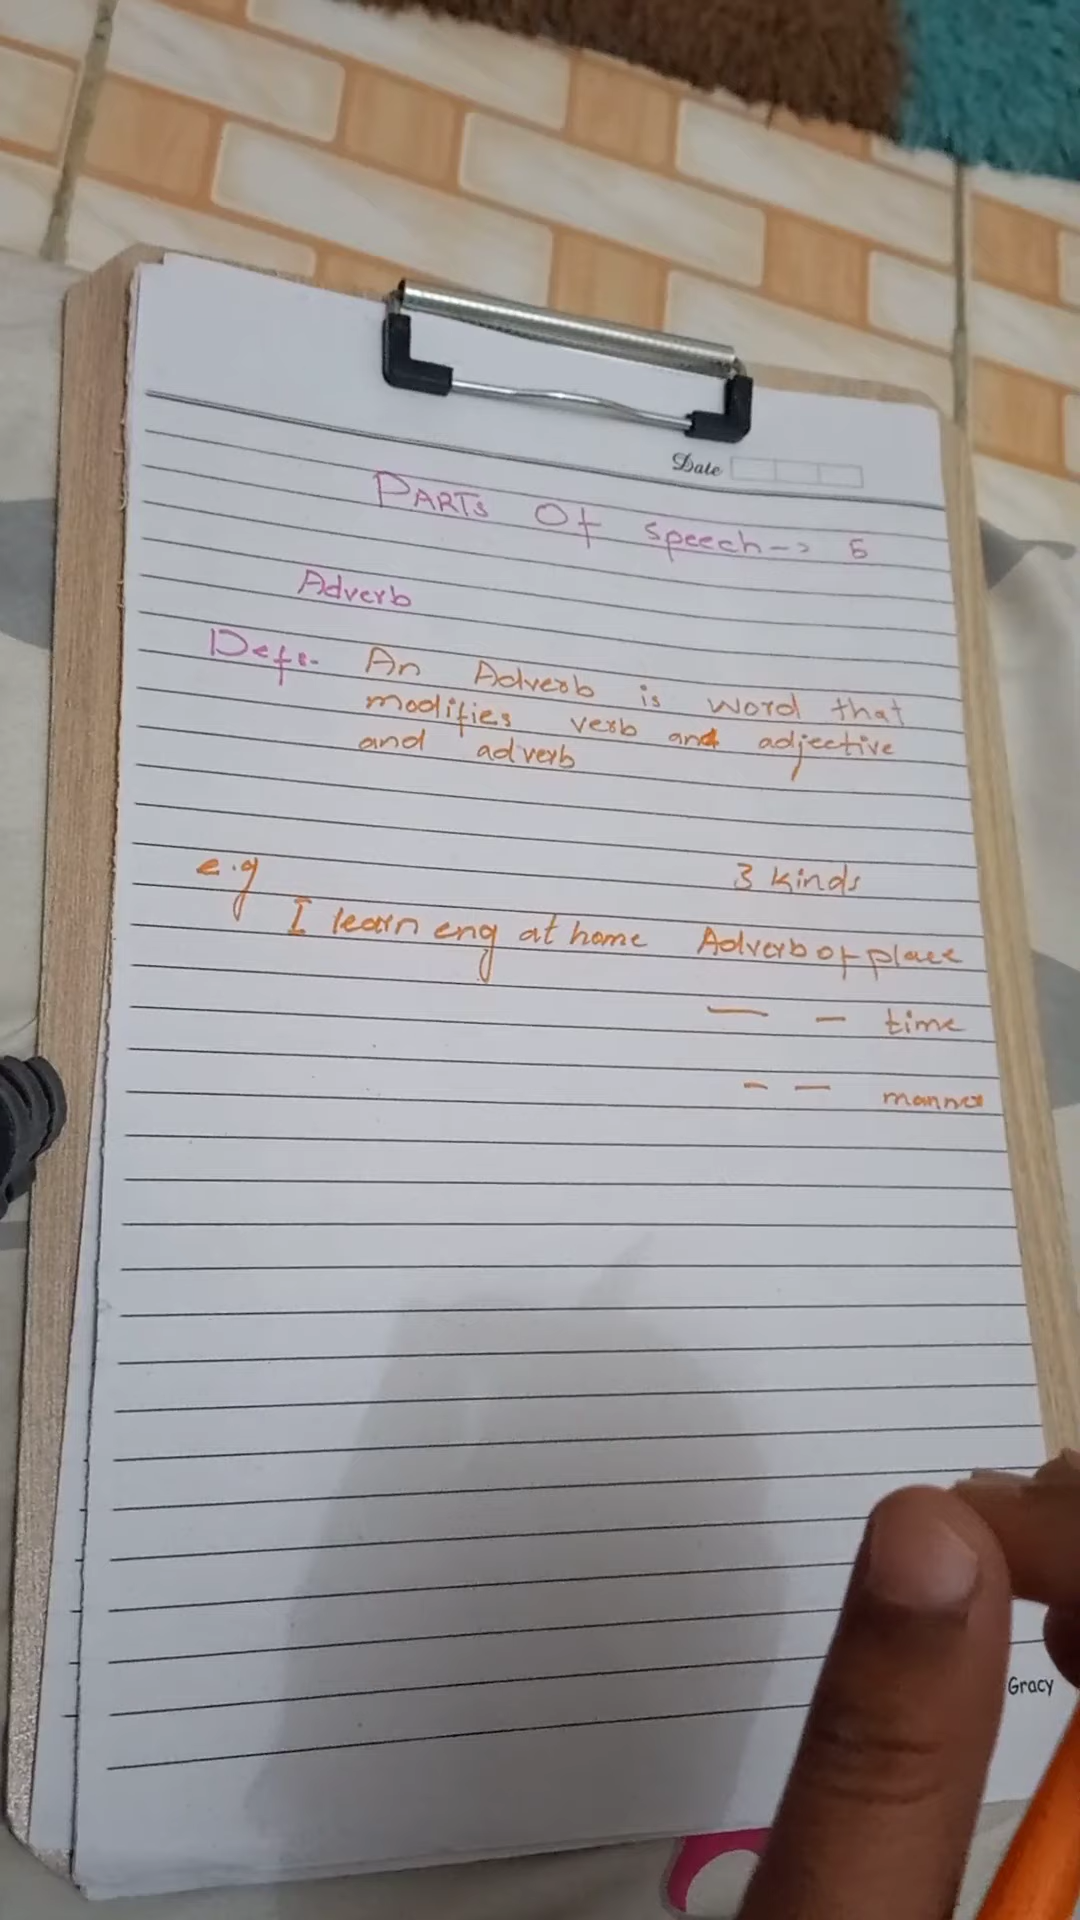 Date
PARTS Of speech--> 5
Adverb
Def:- An Adverb is word that
modifies verb and adjective
and adverb
e.g
3 kinds
I learn eng at home Adverb of place
— – time
– — manner
Gracy